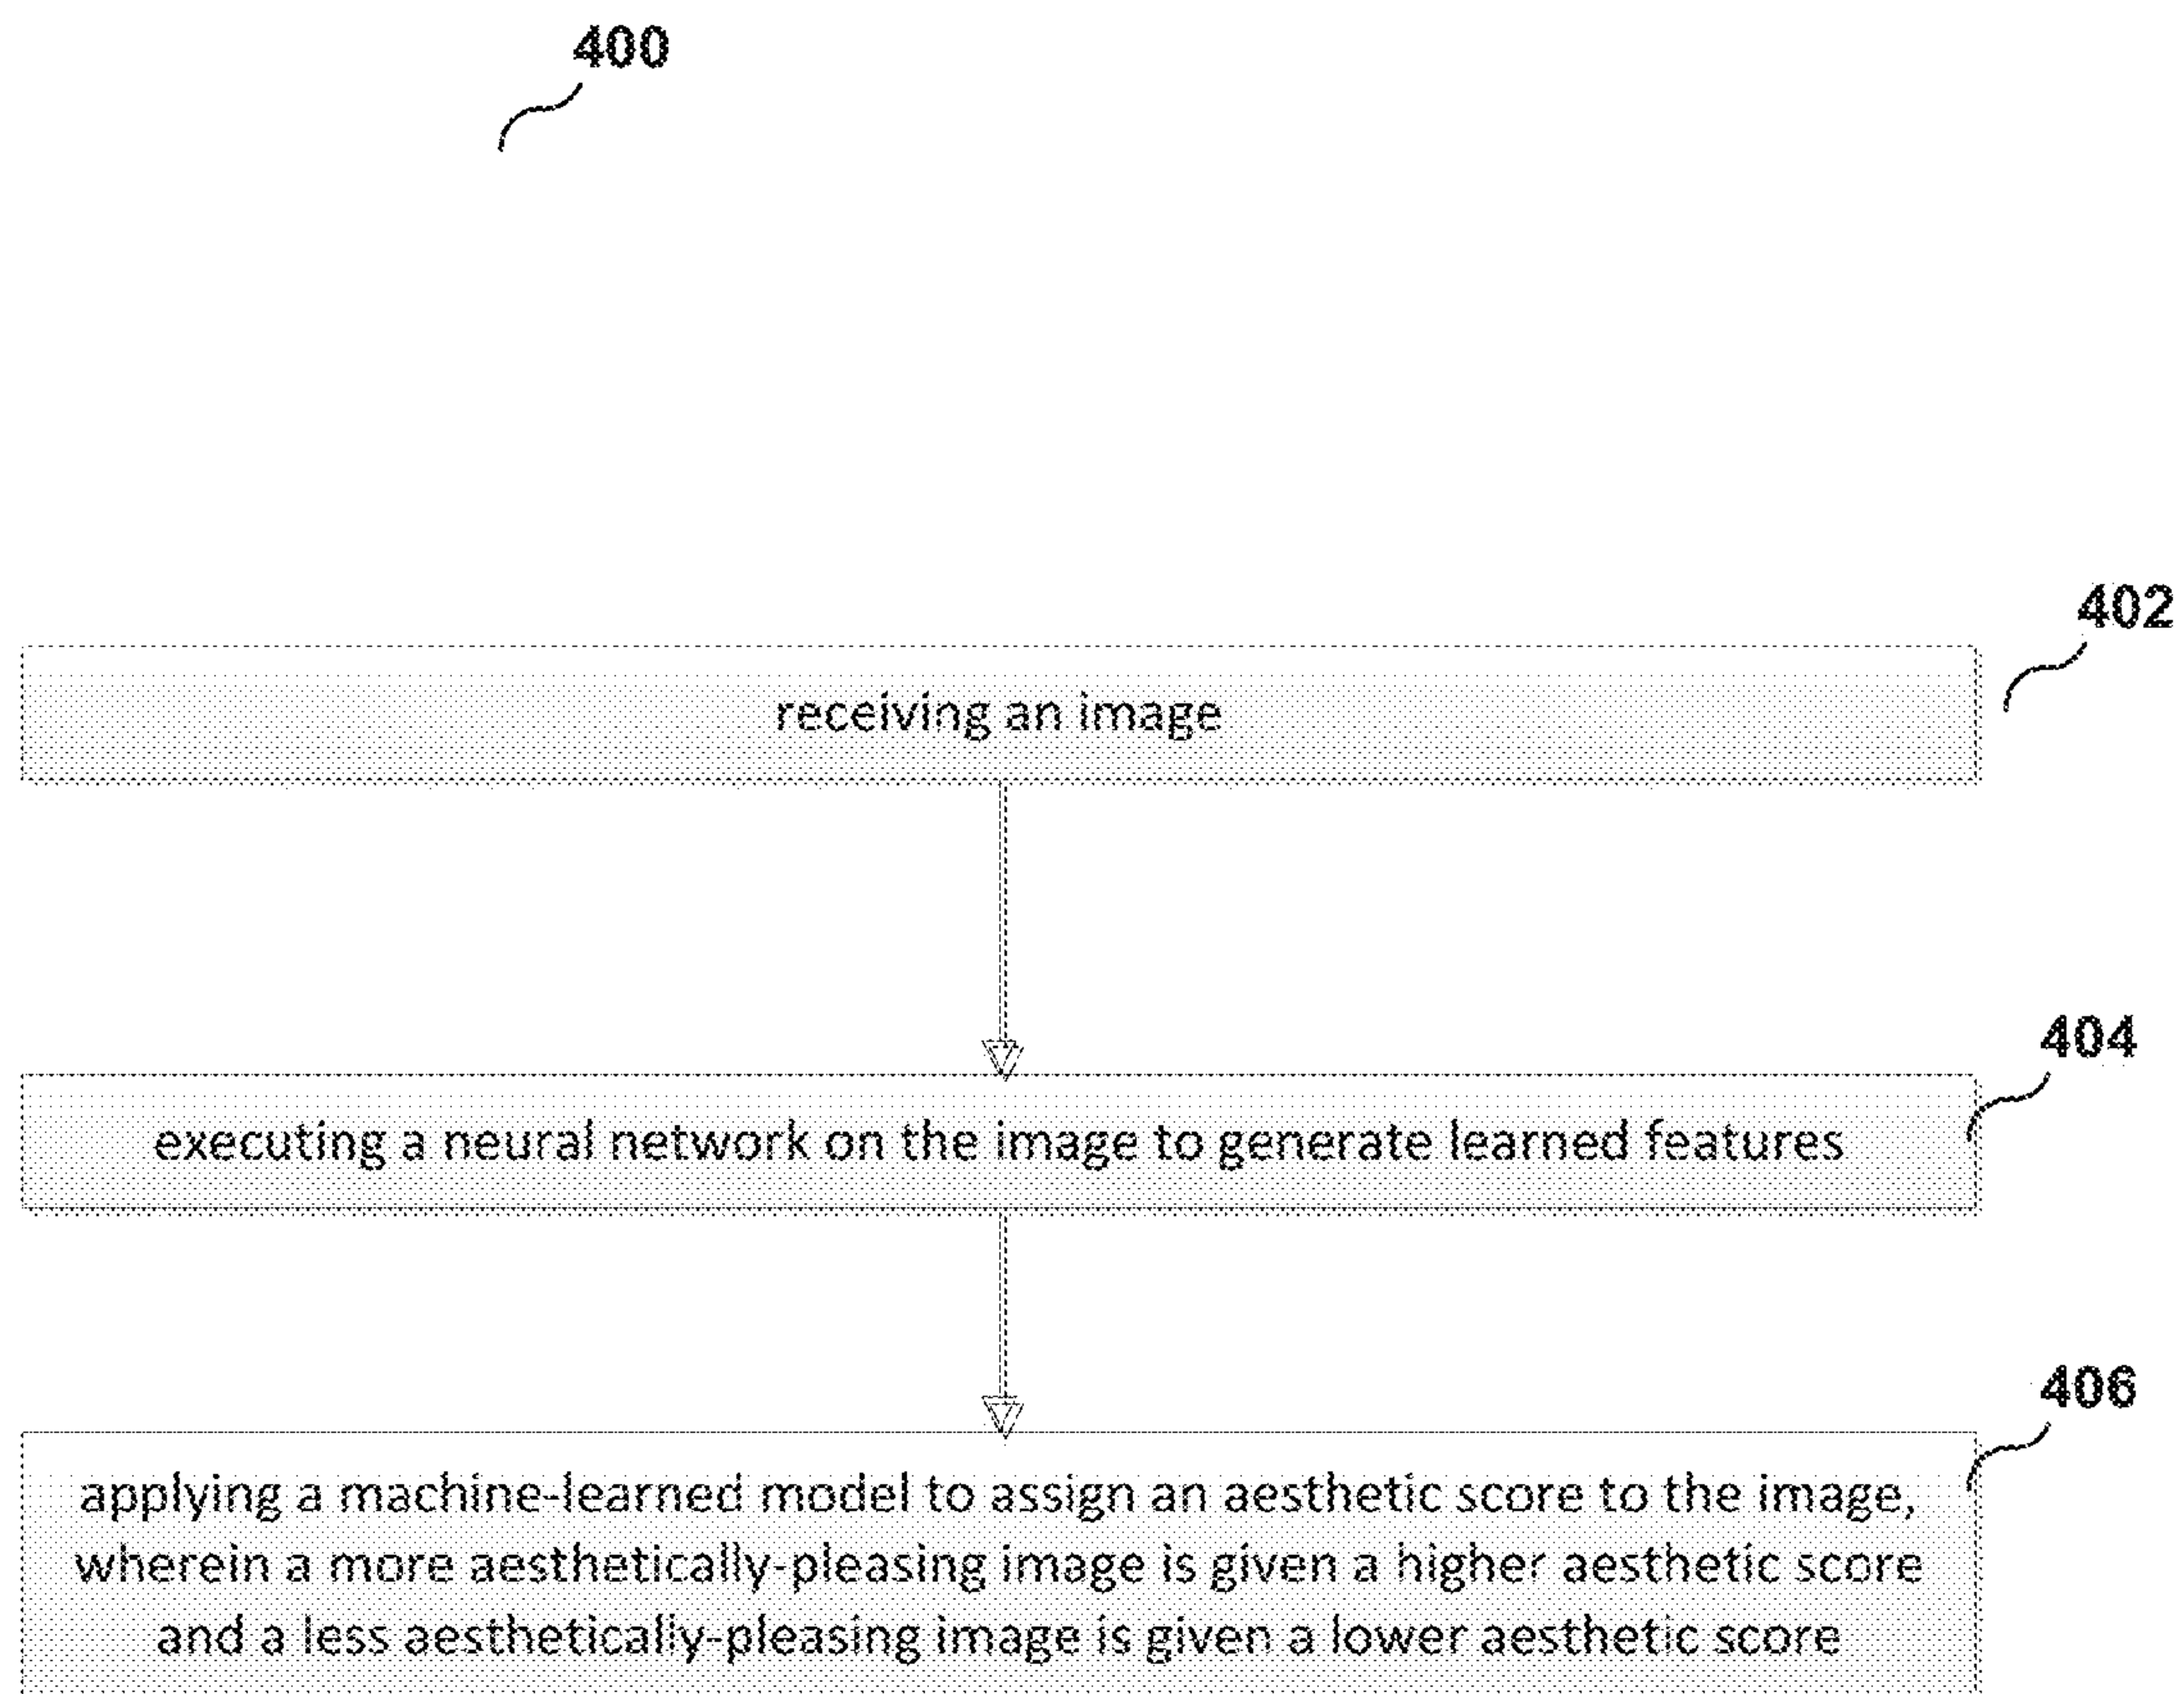 400
402
receiving an image
404
executing a neural network on the image to generate learned features
406
applying a machine-learned model to assign an aesthetic score to the image,
wherein a more aesthetically-pleasing image is given a higher aesthetic score
and a less aesthetically-pleasing image is given a lower aesthetic score